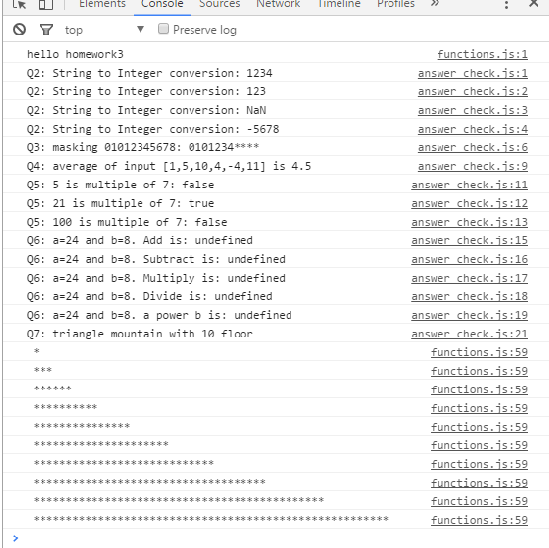 Elements Console Sources Network Timeline Profiles »
top Preserve log
hello homework3 functions.js:1
Q2: String to Integer conversion: 1234 answer_check.js:1
Q2: String to Integer conversion: 123 answer_check.js:2
Q2: String to Integer conversion: NaN answer_check.js:3
Q2: String to Integer conversion: -5678 answer_check.js:4
Q3: masking 01012345678: 0101234**** answer_check.js:6
Q4: average of input [1,5,10,4,-4,11] is 4.5 answer_check.js:9
Q5: 5 is multiple of 7: false answer_check.js:11
Q5: 21 is multiple of 7: true answer_check.js:12
Q5: 100 is multiple of 7: false answer_check.js:13
Q6: a=24 and b=8. Add is: undefined answer_check.js:15
Q6: a=24 and b=8. Subtract is: undefined answer_check.js:16
Q6: a=24 and b=8. Multiply is: undefined answer_check.js:17
Q6: a=24 and b=8. Divide is: undefined answer_check.js:18
Q6: a=24 and b=8. a power b is: undefined answer_check.js:19
Q7: triangle mountain with 10 floor answer_check.js:21
* functions.js:59
*** functions.js:59
****** functions.js:59
********** functions.js:59
*************** functions.js:59
********************* functions.js:59
**************************** functions.js:59
************************************ functions.js:59
********************************************* functions.js:59
******************************************************* functions.js:59
>